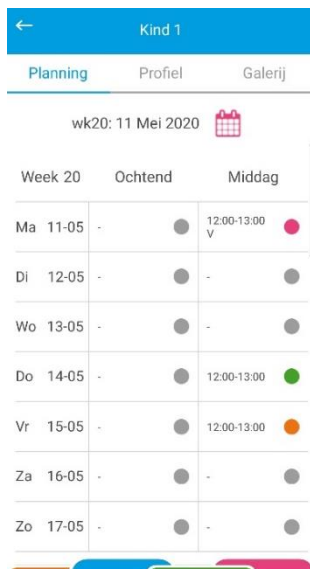 Kind 1
Planning Profiel Galerij
wk20: 11 Mei 2020
Week 20 Ochtend Middag
Ma 11-05 - 12:00-13:00
V
Di 12-05 - -
Wo 13-05 - -
Do 14-05 - 12:00-13:00
Vr 15-05 - 12:00-13:00
Za 16-05 - -
Zo 17-05 - -